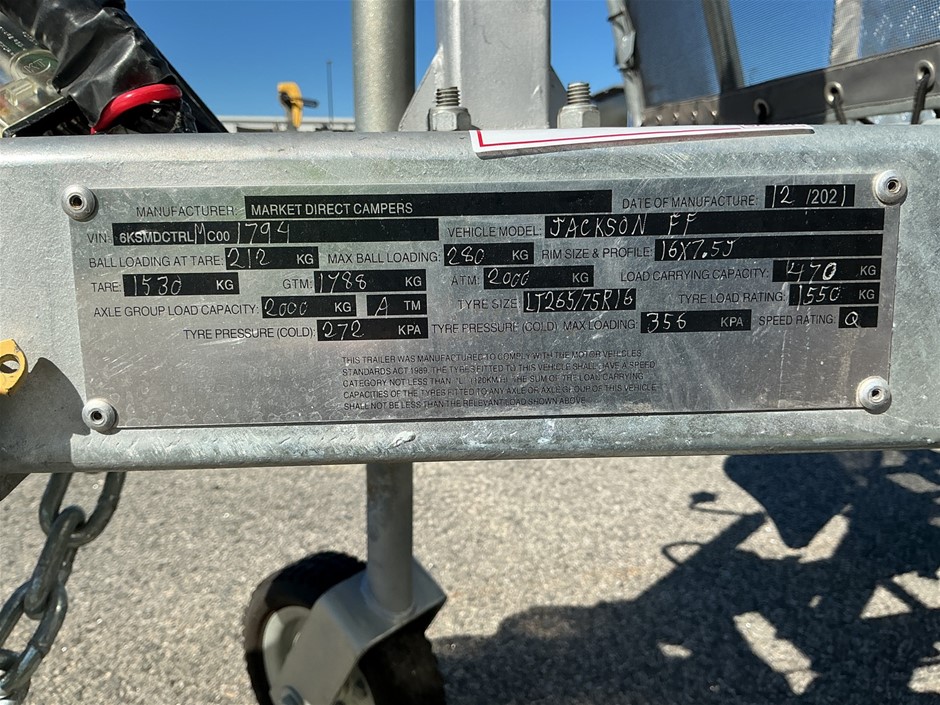 MANUFACTURER: MARKET DIRECT CAMPERS DATE OF MANUFACTURE: 12 /2021
VIN: 6KSMDCTRLMC001794 VEHICLE MODEL: JACKSON FF
BALL LOADING AT TARE: 212 KG MAX BALL LOADING: 280 KG RIM SIZE & PROFILE: 16X7.5J
TARE: 1530 KG GTM: 1788 KG ATM: 2000 KG LOAD CARRYING CAPACITY: 470 KG
AXLE GROUP LOAD CAPACITY: 2000 KG A TM TYRE SIZE: LT265/75R16 TYRE LOAD RATING: 1550 KG
TYRE PRESSURE (COLD): 272 KPA TYRE PRESSURE (COLD) MAX LOADING: 356 KPA SPEED RATING: Q
THIS TRAILER WAS MANUFACTURED TO COMPLY WITH THE MOTOR VEHICLES
STANDARDS ACT 1989. THE TYRES FITTED TO THIS VEHICLE SHALL HAVE A SPEED
CATEGORY NOT LESS THAN "L" (120KM/H) THE SUM OF THE LOAD CARRYING
CAPACITIES OF THE TYRES FITTED TO ANY AXLE OR AXLE GROUP OF THIS VEHICLE
SHALL NOT BE LESS THAN THE RELEVANT LOAD SHOWN ABOVE